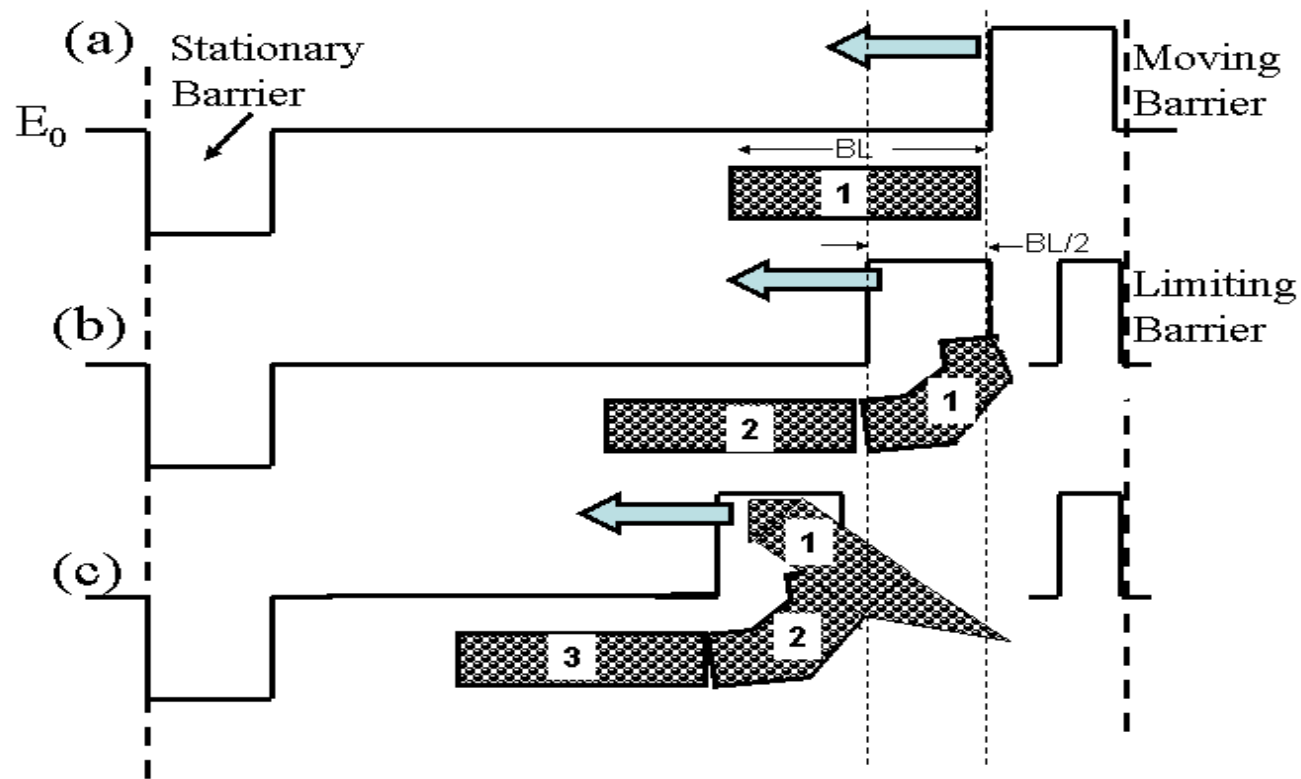 (a)
Stationary
Barrier
Moving
Barrier
E₀
BL
1
BL/2
(b)
Limiting
Barrier
1
2
(c)
1
2
3